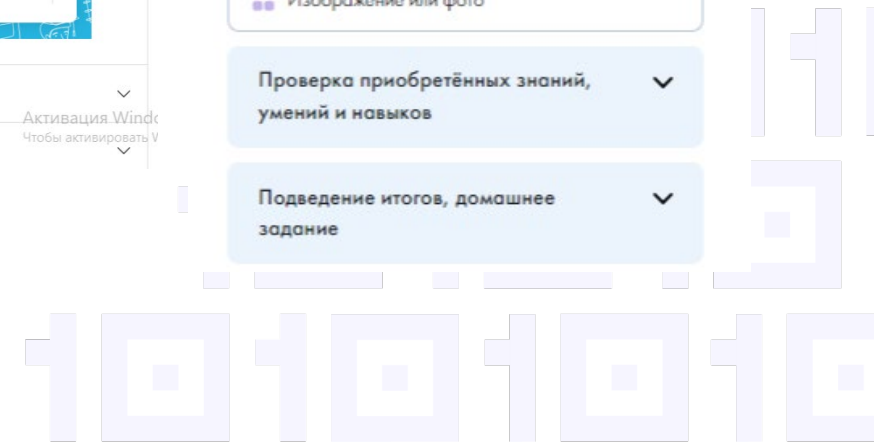 Изображение или фото
Проверка приобретённых знаний,
умений и навыков
Активация Windo
Чтобы активировать W
Подведение итогов, домашнее
задание